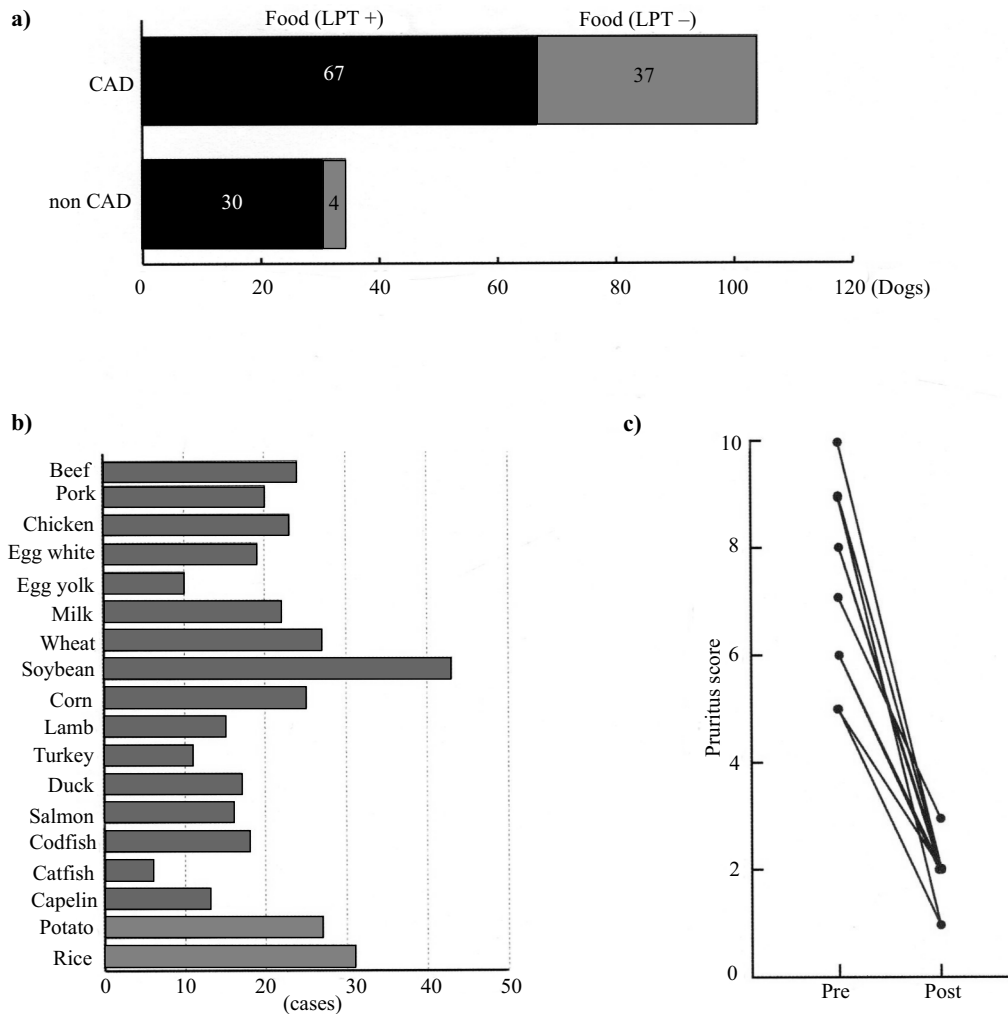 a)
Food (LPT +) Food (LPT –)
CAD 67 37
non CAD 30 4
0 20 40 60 80 100 120 (Dogs)
b)
Beef
Pork
Chicken
Egg white
Egg yolk
Milk
Wheat
Soybean
Corn
Lamb
Turkey
Duck
Salmon
Codfish
Catfish
Capelin
Potato
Rice
0 10 20 30 40 50
(cases)
c)
Pruritus score
10
8
6
4
2
0
Pre Post